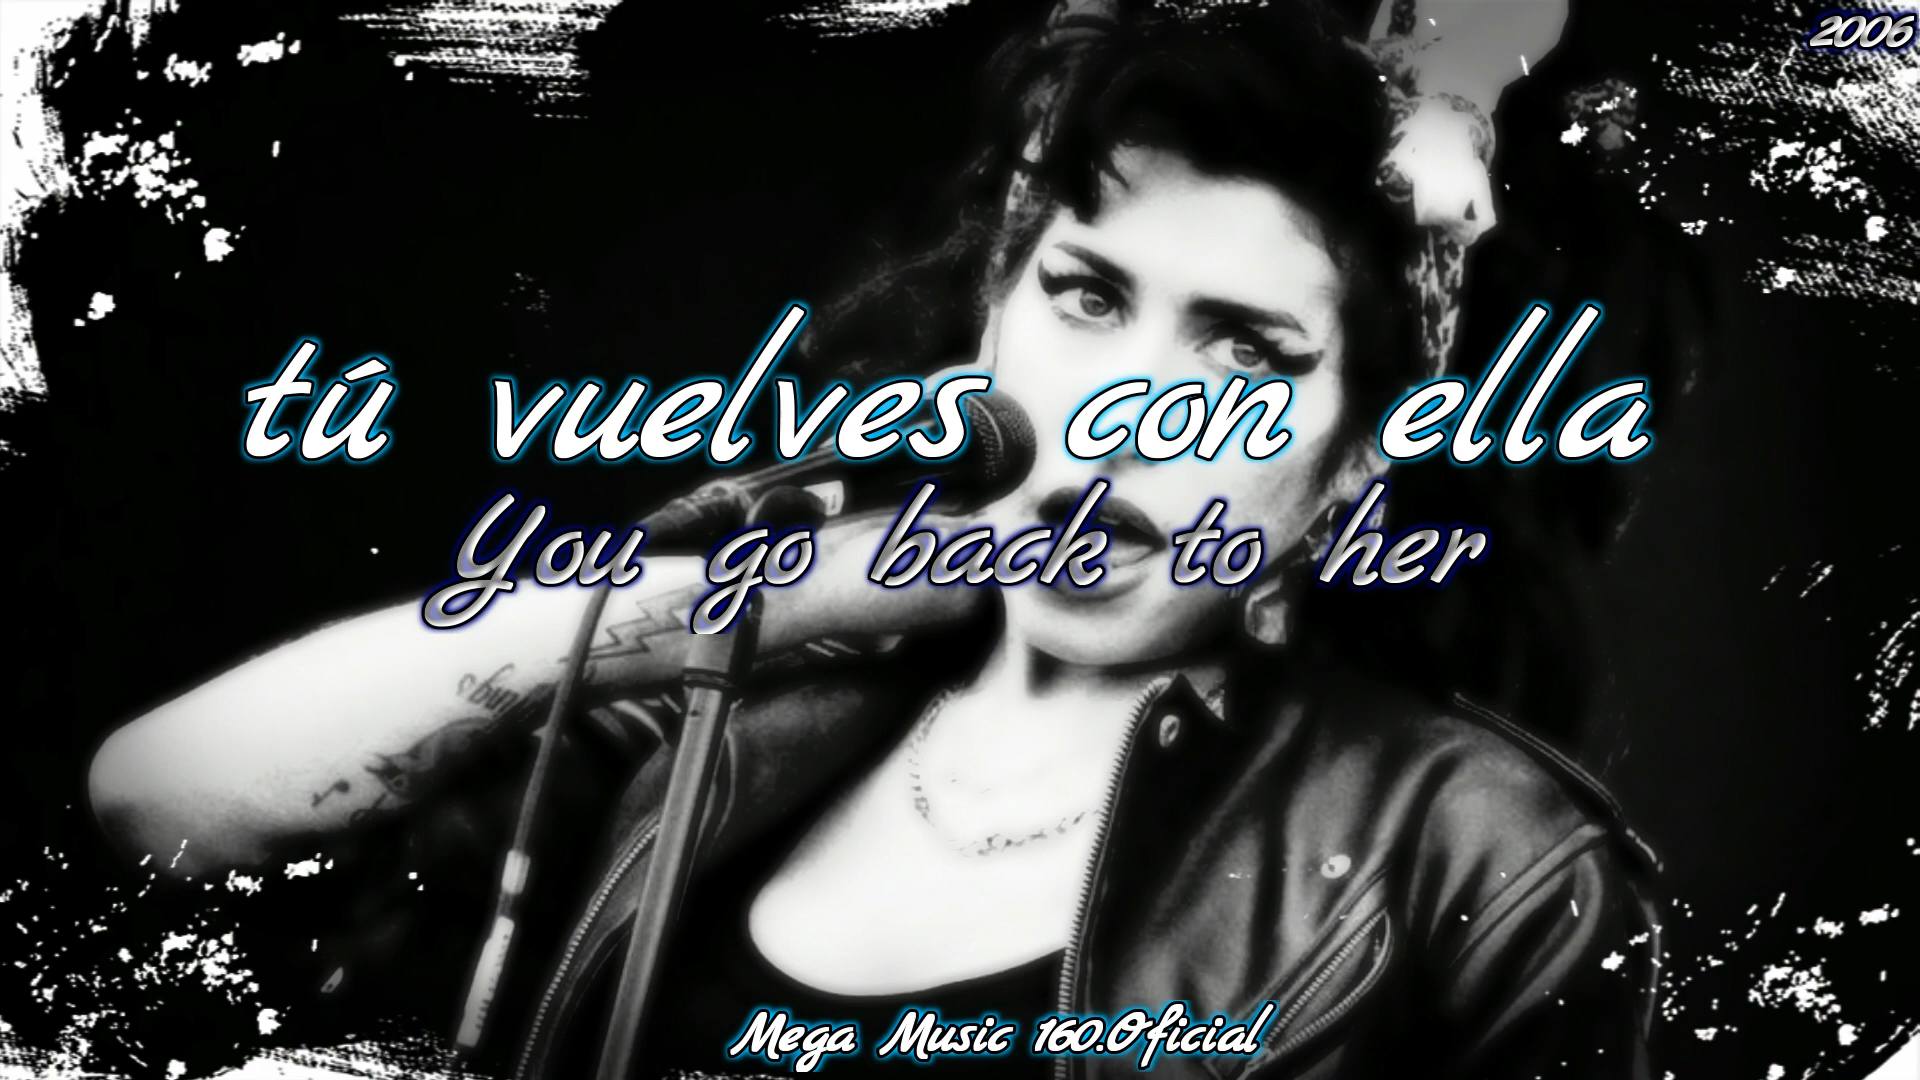 2006
tú vuelves con ella
You go back to her
Mega Music 160.Oficial